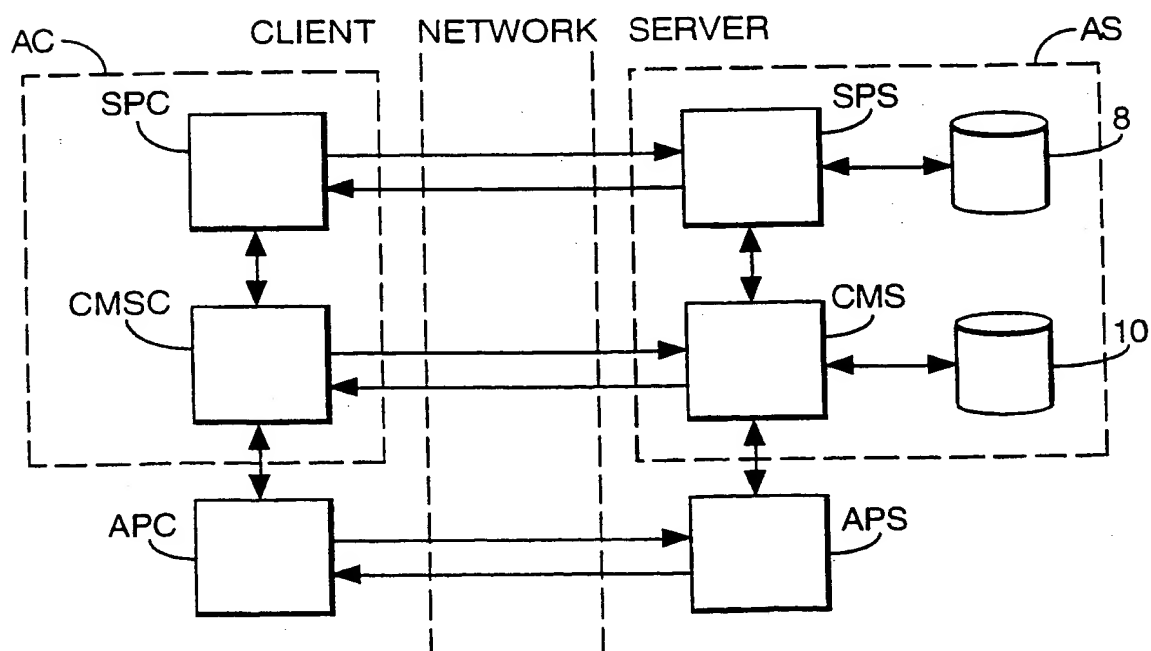 AC CLIENT NETWORK SERVER AS
SPC SPS 8
CMSC CMS 10
APC APS